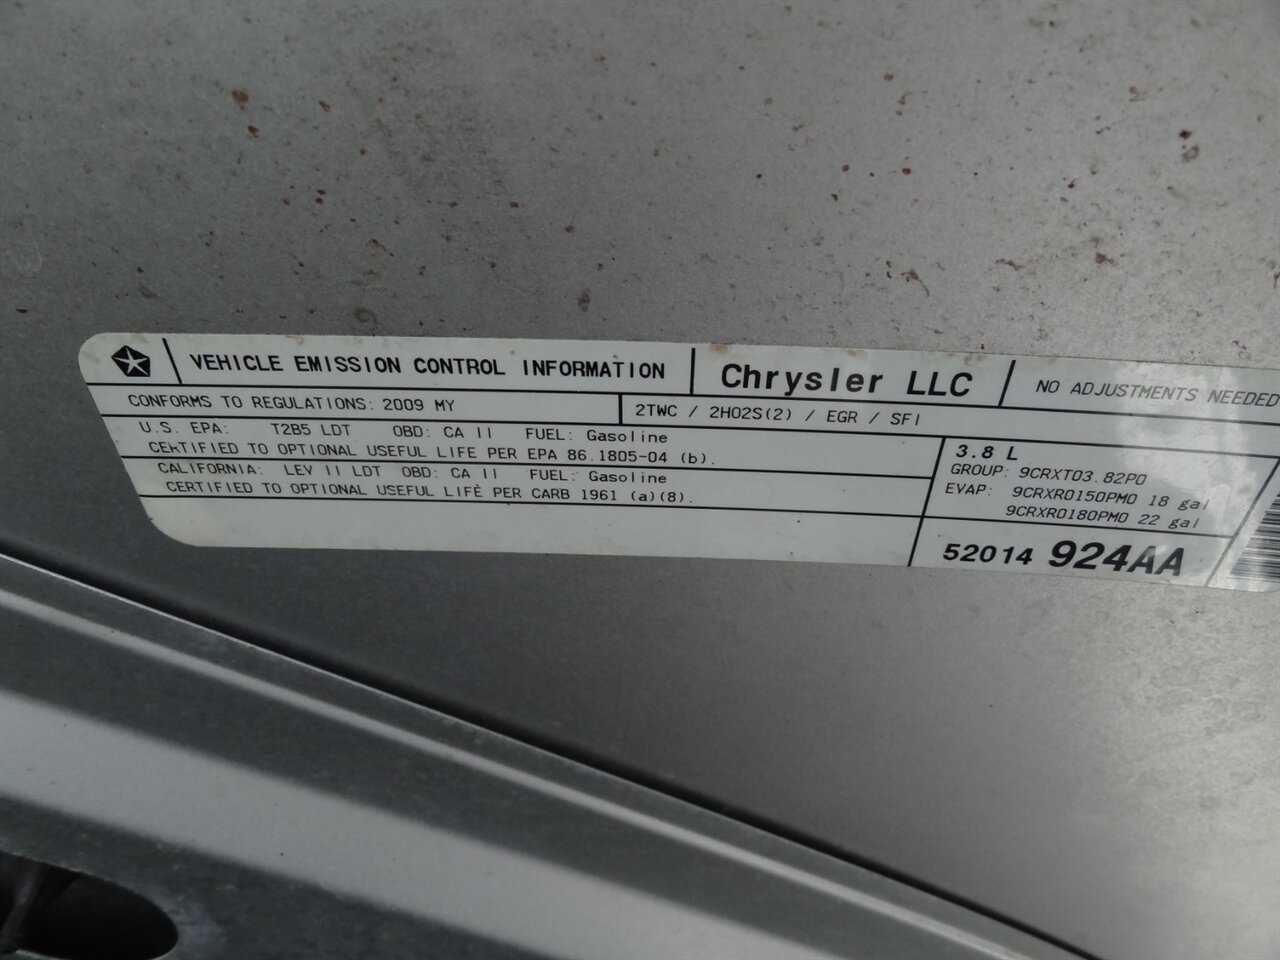 VEHICLE EMISSION CONTROL INFORMATION
Chrysler LLC
NO ADJUSTMENTS NEEDED
CONFORMS TO REGULATIONS: 2009 MY
2TWC / 2HO2S(2) / EGR / SFI
U.S. EPA: T2B5 LDT OBD: CA II FUEL: Gasoline
CERTIFIED TO OPTIONAL USEFUL LIFE PER EPA 86.1805-04 (b).
CALIFORNIA: LEV II LDT OBD: CA II FUEL: Gasoline
CERTIFIED TO OPTIONAL USEFUL LIFE PER CARB 1961 (a)(8).
3.8 L
GROUP: 9CRXT03.82P0
EVAP: 9CRXR0150PM0 18 gal
9CRXR0180PM0 22 gal
52014 924AA